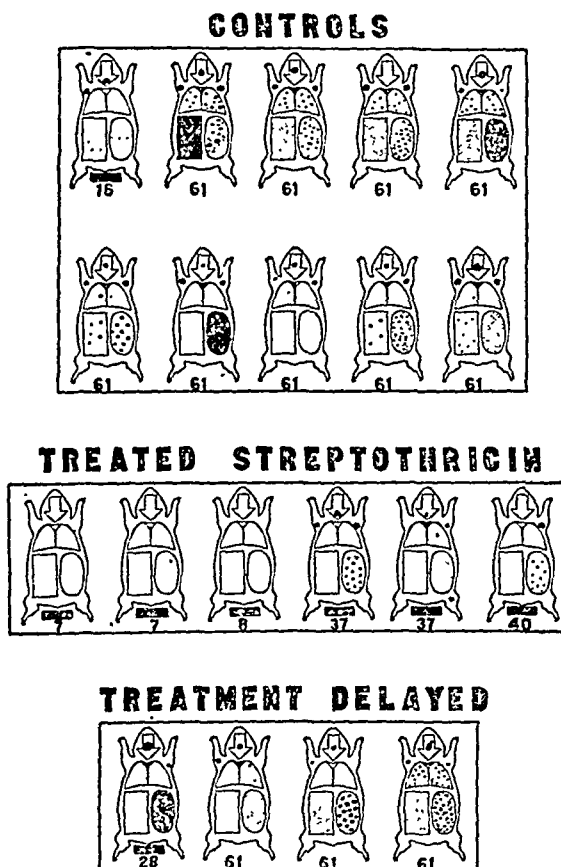 CONTROLS
16 61 61 61 61
61 61 61 61 61
TREATED STREPTOTHRICIN
7 7 8 37 37 40
TREATMENT DELAYED
28 61 61 61